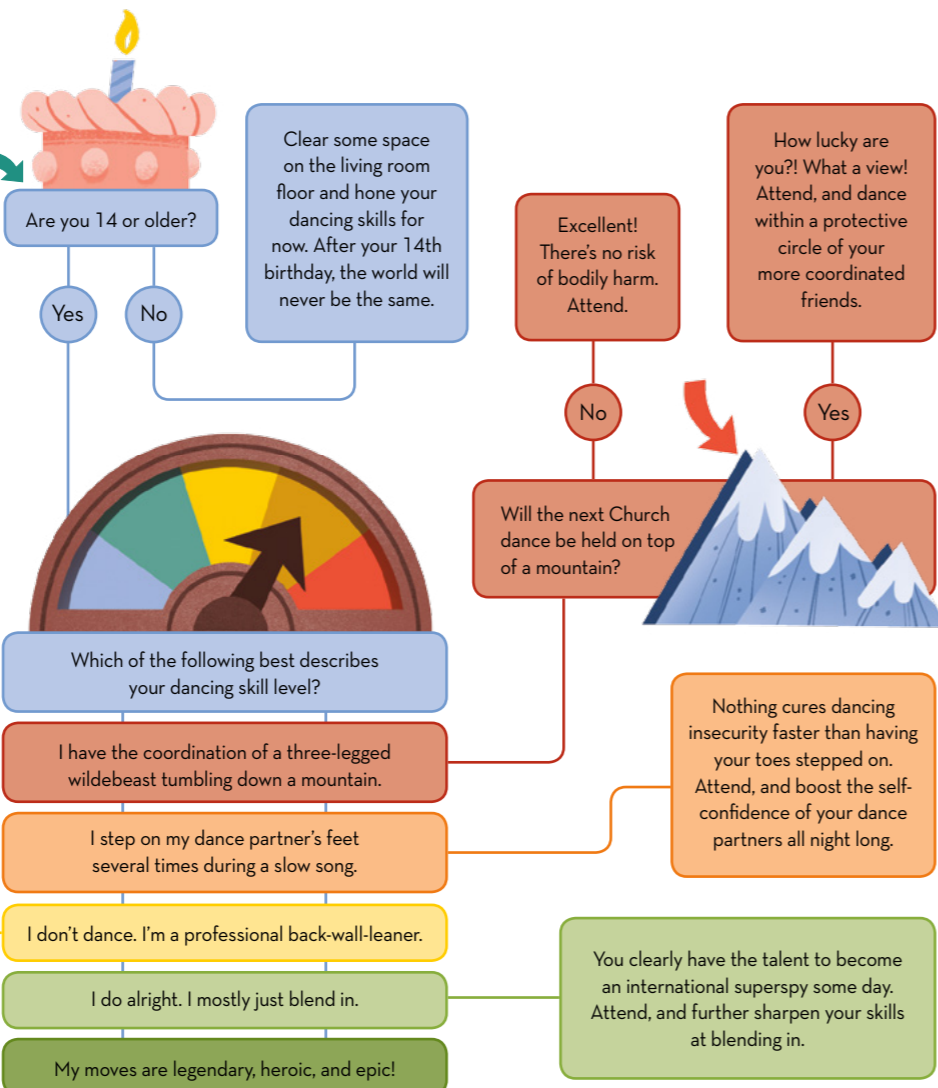 Are you 14 or older?
Yes
No
Clear some space
on the living room
floor and hone your
dancing skills for
now. After your 14th
birthday, the world will
never be the same.
Excellent!
There's no risk
of bodily harm.
Attend.
How lucky are
you?! What a view!
Attend, and dance
within a protective
circle of your
more coordinated
friends.
No
Yes
Will the next Church
dance be held on top
of a mountain?
Which of the following best describes
your dancing skill level?
I have the coordination of a three-legged
wildebeest tumbling down a mountain.
Nothing cures dancing
insecurity faster than having
your toes stepped on.
Attend, and boost the self-
confidence of your dance
partners all night long.
I step on my dance partner's feet
several times during a slow song.
I don't dance. I'm a professional back-wall-leaner.
I do alright. I mostly just blend in.
You clearly have the talent to become
an international superspy some day.
Attend, and further sharpen your skills
at blending in.
My moves are legendary, heroic, and epic!